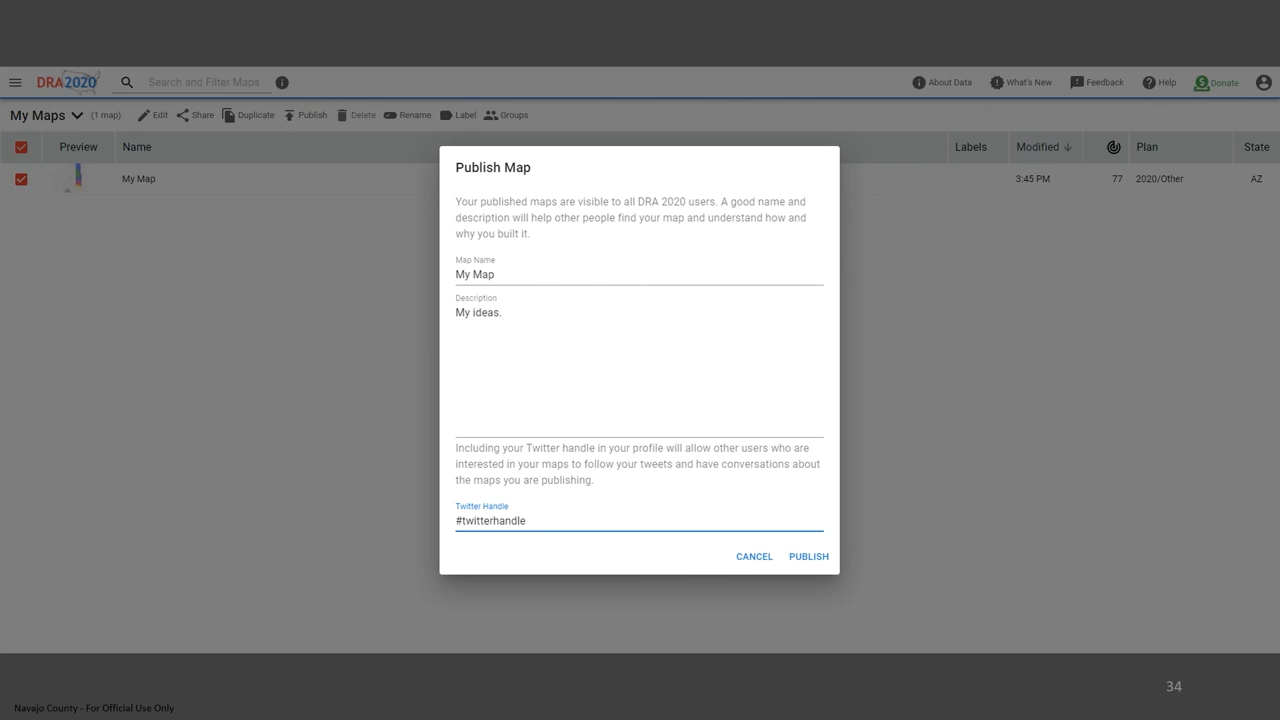 DRA2020 Search and Filter Maps About Data What's New Feedback Help Donate
My Maps (1 map) Edit Share Duplicate Publish Delete Rename Label Groups
Preview Name Labels Modified Plan State
My Map 3:45 PM 77 2020/Other AZ
Publish Map
Your published maps are visible to all DRA 2020 users. A good name and
description will help other people find your map and understand how and
why you built it.
Map Name
My Map
Description
My ideas.
Including your Twitter handle in your profile will allow other users who are
interested in your maps to follow your tweets and have conversations about
the maps you are publishing.
Twitter Handle
#twitterhandle
CANCEL PUBLISH
34
Navajo County - For Official Use Only